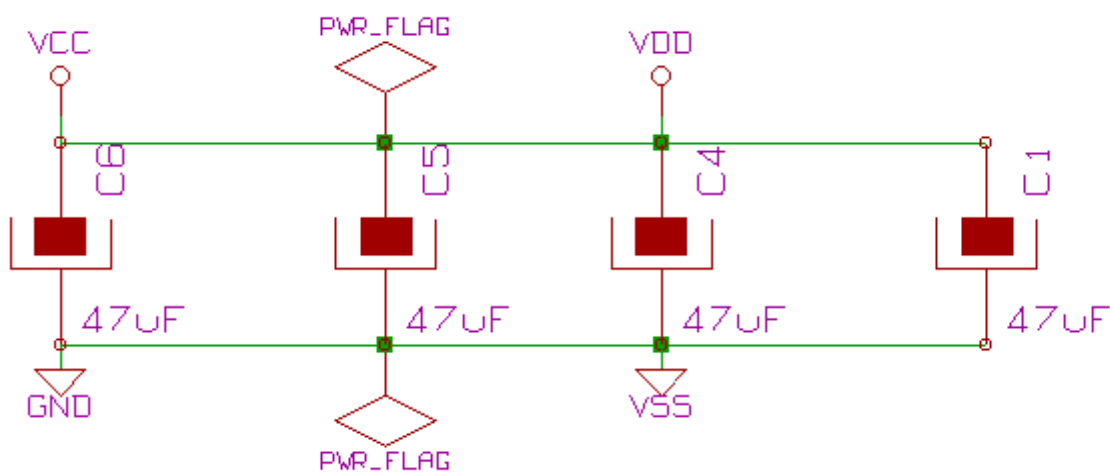 PWR_FLAG
VCC
VDD
C6
C5
C4
C1
47uF
47uF
47uF
47uF
GND
VSS
PWR_FLAG